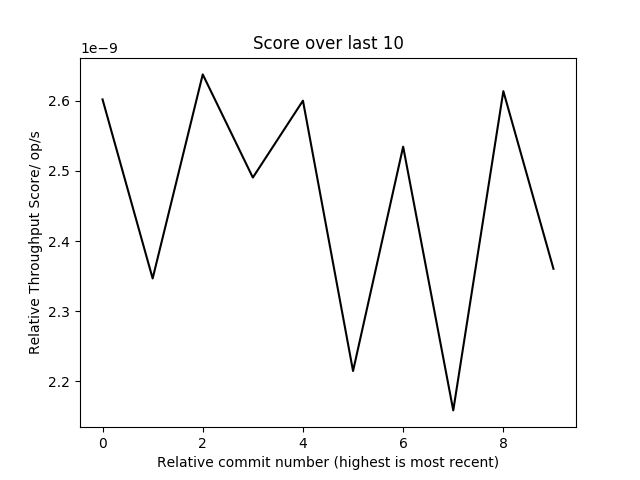 Score over last 10
1e−9
2.6
2.5
2.4
2.3
2.2
Relative Throughput Score/ op/s
0 2 4 6 8
Relative commit number (highest is most recent)